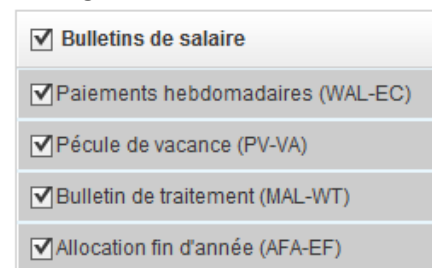 Bulletins de salaire
Paiements hebdomadaires (WAL-EC)
Pécule de vacance (PV-VA)
Bulletin de traitement (MAL-WT)
Allocation fin d'année (AFA-EF)